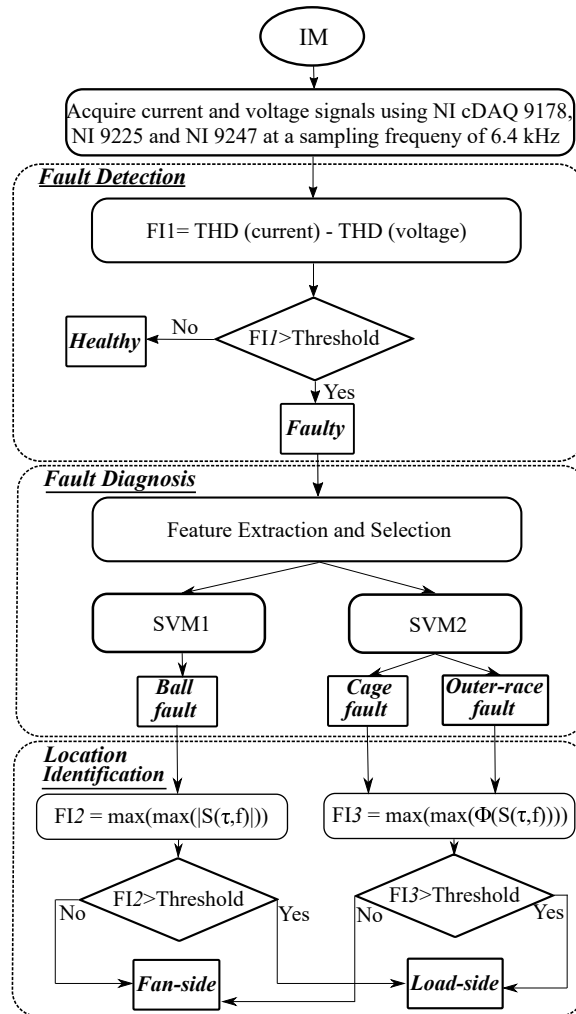 IM
Acquire current and voltage signals using NI cDAQ 9178,
NI 9225 and NI 9247 at a sampling frequeny of 6.4 kHz
Fault Detection
FI1= THD (current) - THD (voltage)
FI1>Threshold
No
Healthy
Yes
Faulty
Fault Diagnosis
Feature Extraction and Selection
SVM1
SVM2
Ball
fault
Cage
fault
Outer-race
fault
Location
Identification
FI2 = max(max(|S(τ,f)|))
FI3 = max(max(Φ(S(τ,f))))
FI2>Threshold
No
Yes
FI3>Threshold
No
Yes
Fan-side
Load-side